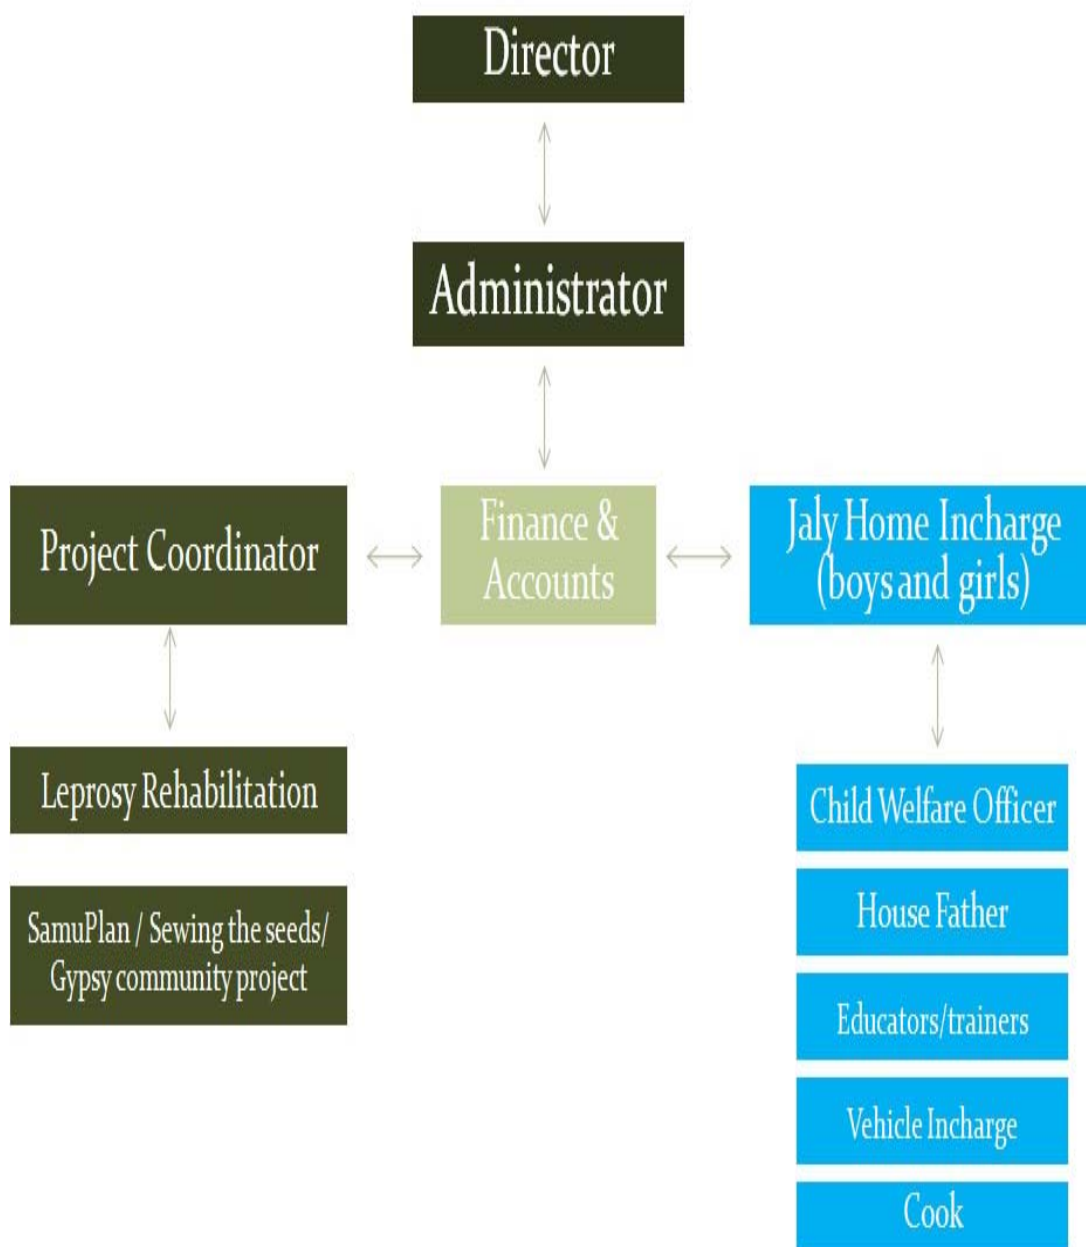 Director
Administrator
Project Coordinator
Finance &
Accounts
Jaly Home Incharge
(boys and girls)
Leprosy Rehabilitation
SamuPlan / Sewing the seeds/
Gypsy community project
Child Welfare Officer
House Father
Educators/trainers
Vehicle Incharge
Cook